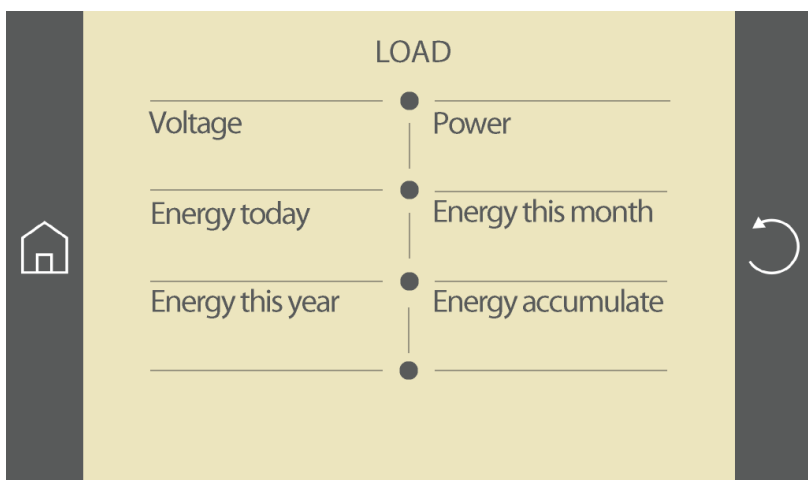 LOAD
Voltage
Power
Energy today
Energy this month
Energy this year
Energy accumulate